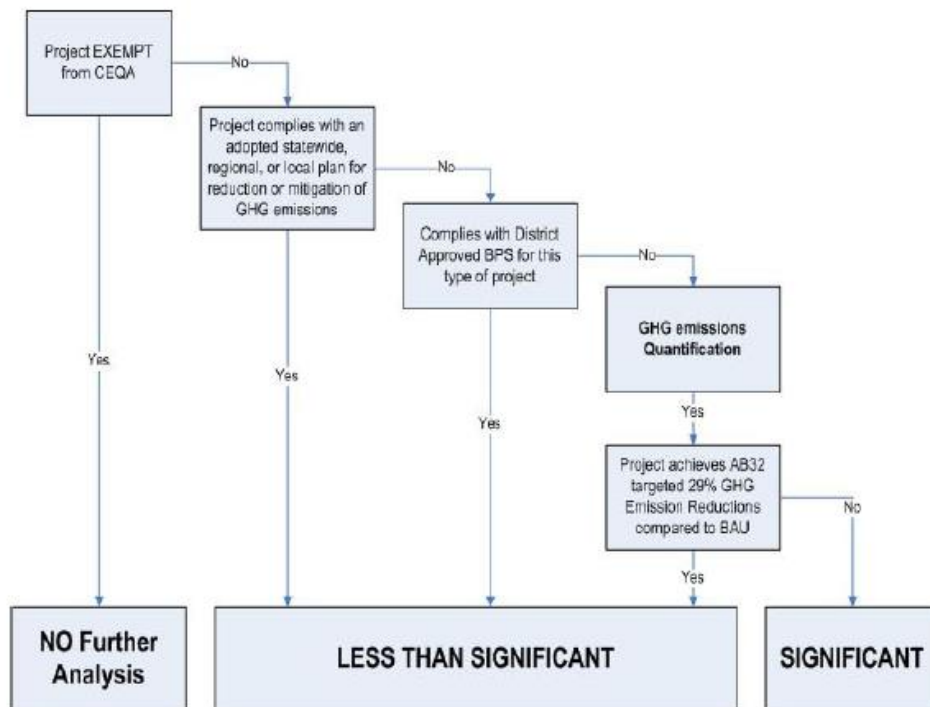 Project EXEMPT
from CEQA
No
Project complies with an
adopted statewide,
regional, or local plan for
reduction or mitigation of
GHG emissions
No
Complies with District
Approved BPS for this
type of project
No
GHG emissions
Quantification
Yes
Yes
Yes
Yes
Project achieves AB32
targeted 29% GHG
Emission Reductions
compared to BAU
No
Yes
NO Further
Analysis
LESS THAN SIGNIFICANT
SIGNIFICANT